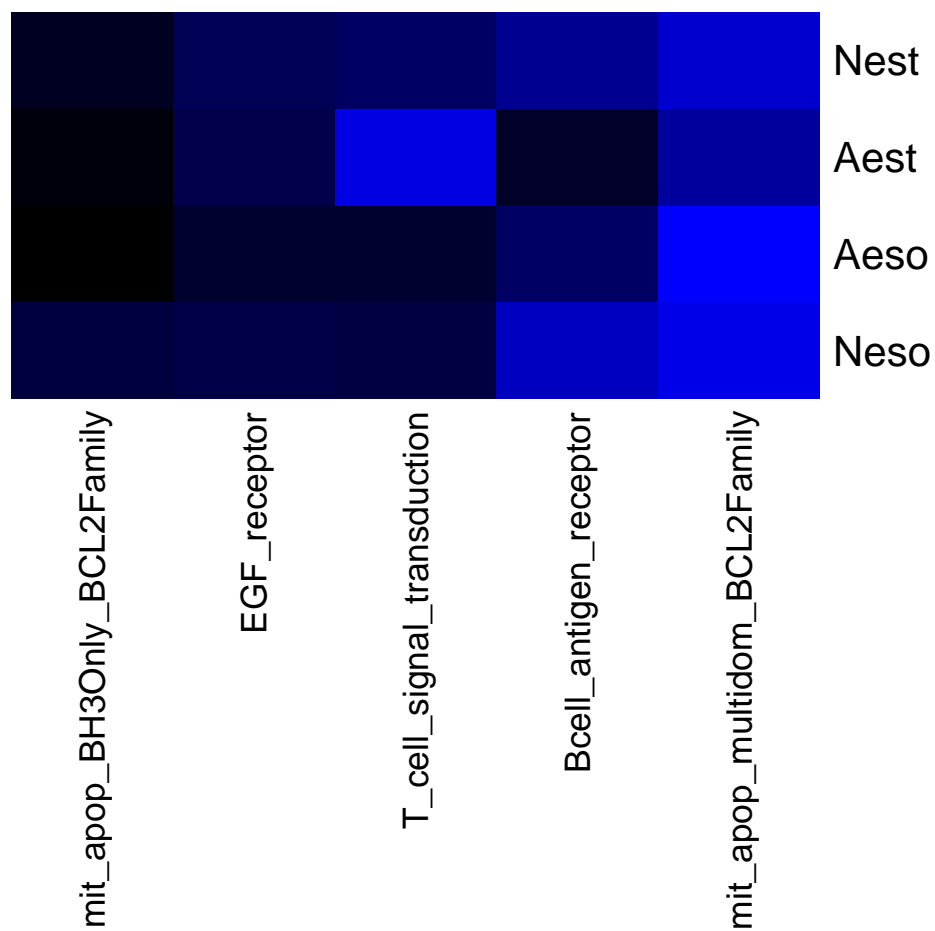 Nest
Aest
Aeso
Neso
mit_apop_BH3Only_BCL2Family
EGF_receptor
T_cell_signal_transduction
Bcell_antigen_receptor
mit_apop_multidom_BCL2Family